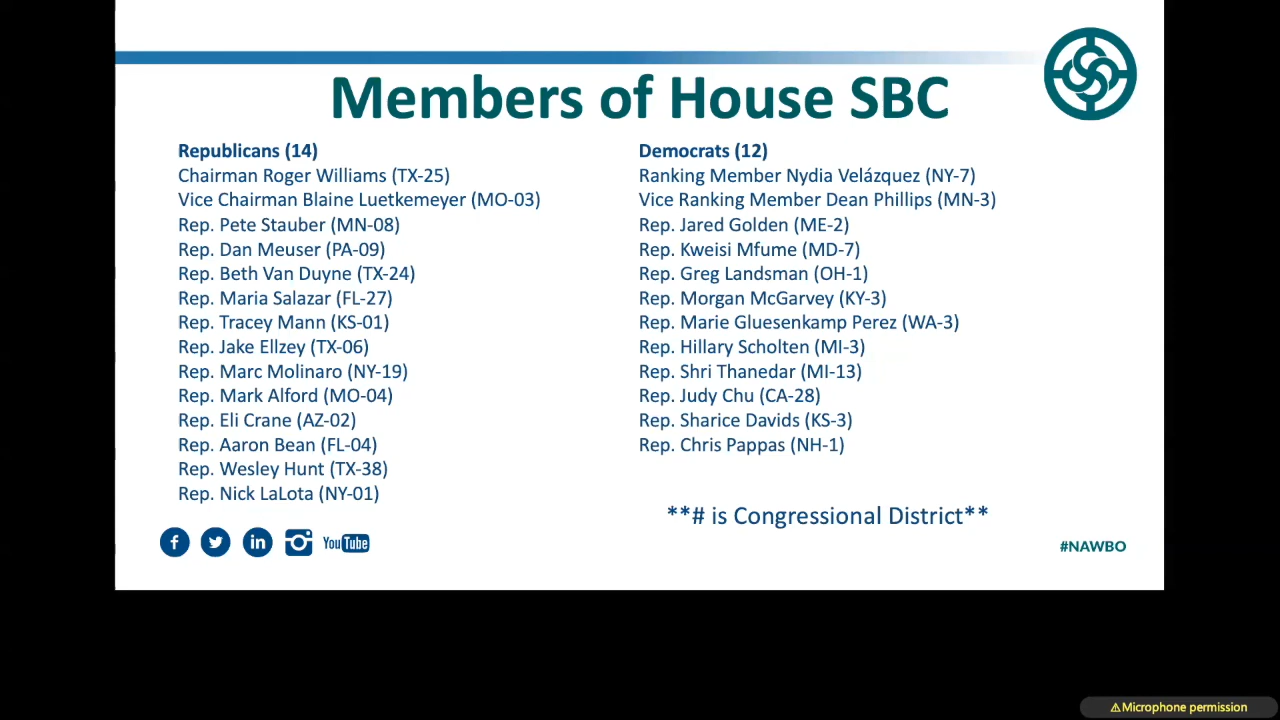 Members of House SBC
Republicans (14)
Chairman Roger Williams (TX-25)
Vice Chairman Blaine Luetkemeyer (MO-03)
Rep. Pete Stauber (MN-08)
Rep. Dan Meuser (PA-09)
Rep. Beth Van Duyne (TX-24)
Rep. Maria Salazar (FL-27)
Rep. Tracey Mann (KS-01)
Rep. Jake Ellzey (TX-06)
Rep. Marc Molinaro (NY-19)
Rep. Mark Alford (MO-04)
Rep. Eli Crane (AZ-02)
Rep. Aaron Bean (FL-04)
Rep. Wesley Hunt (TX-38)
Rep. Nick LaLota (NY-01)
Democrats (12)
Ranking Member Nydia Velázquez (NY-7)
Vice Ranking Member Dean Phillips (MN-3)
Rep. Jared Golden (ME-2)
Rep. Kweisi Mfume (MD-7)
Rep. Greg Landsman (OH-1)
Rep. Morgan McGarvey (KY-3)
Rep. Marie Gluesenkamp Perez (WA-3)
Rep. Hillary Scholten (MI-3)
Rep. Shri Thanedar (MI-13)
Rep. Judy Chu (CA-28)
Rep. Sharice Davids (KS-3)
Rep. Chris Pappas (NH-1)
**# is Congressional District**
f in YouTube
#NAWBO
⚠Microphone permission